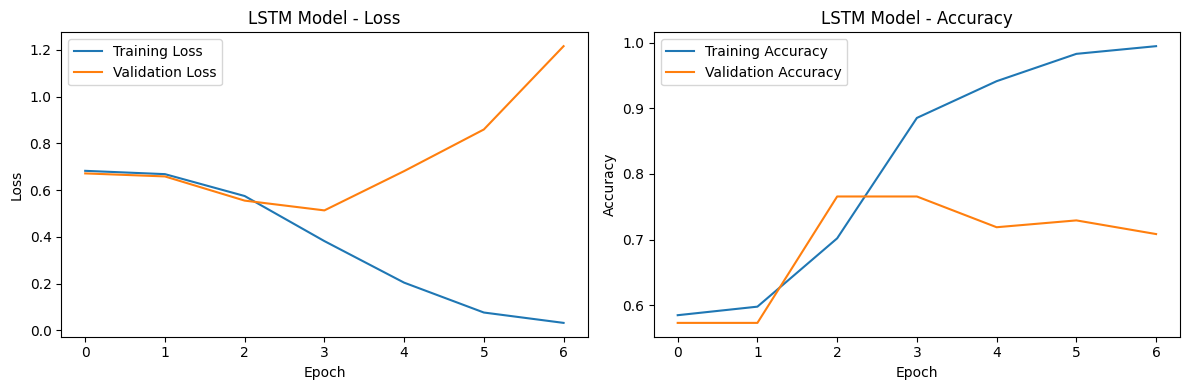 LSTM Model - Loss
Training Loss
Validation Loss
1.2
1.0
0.8
0.6
0.4
0.2
0.0
Loss
0 1 2 3 4 5 6
Epoch
LSTM Model - Accuracy
Training Accuracy
Validation Accuracy
1.0
0.9
0.8
0.7
0.6
Accuracy
0 1 2 3 4 5 6
Epoch